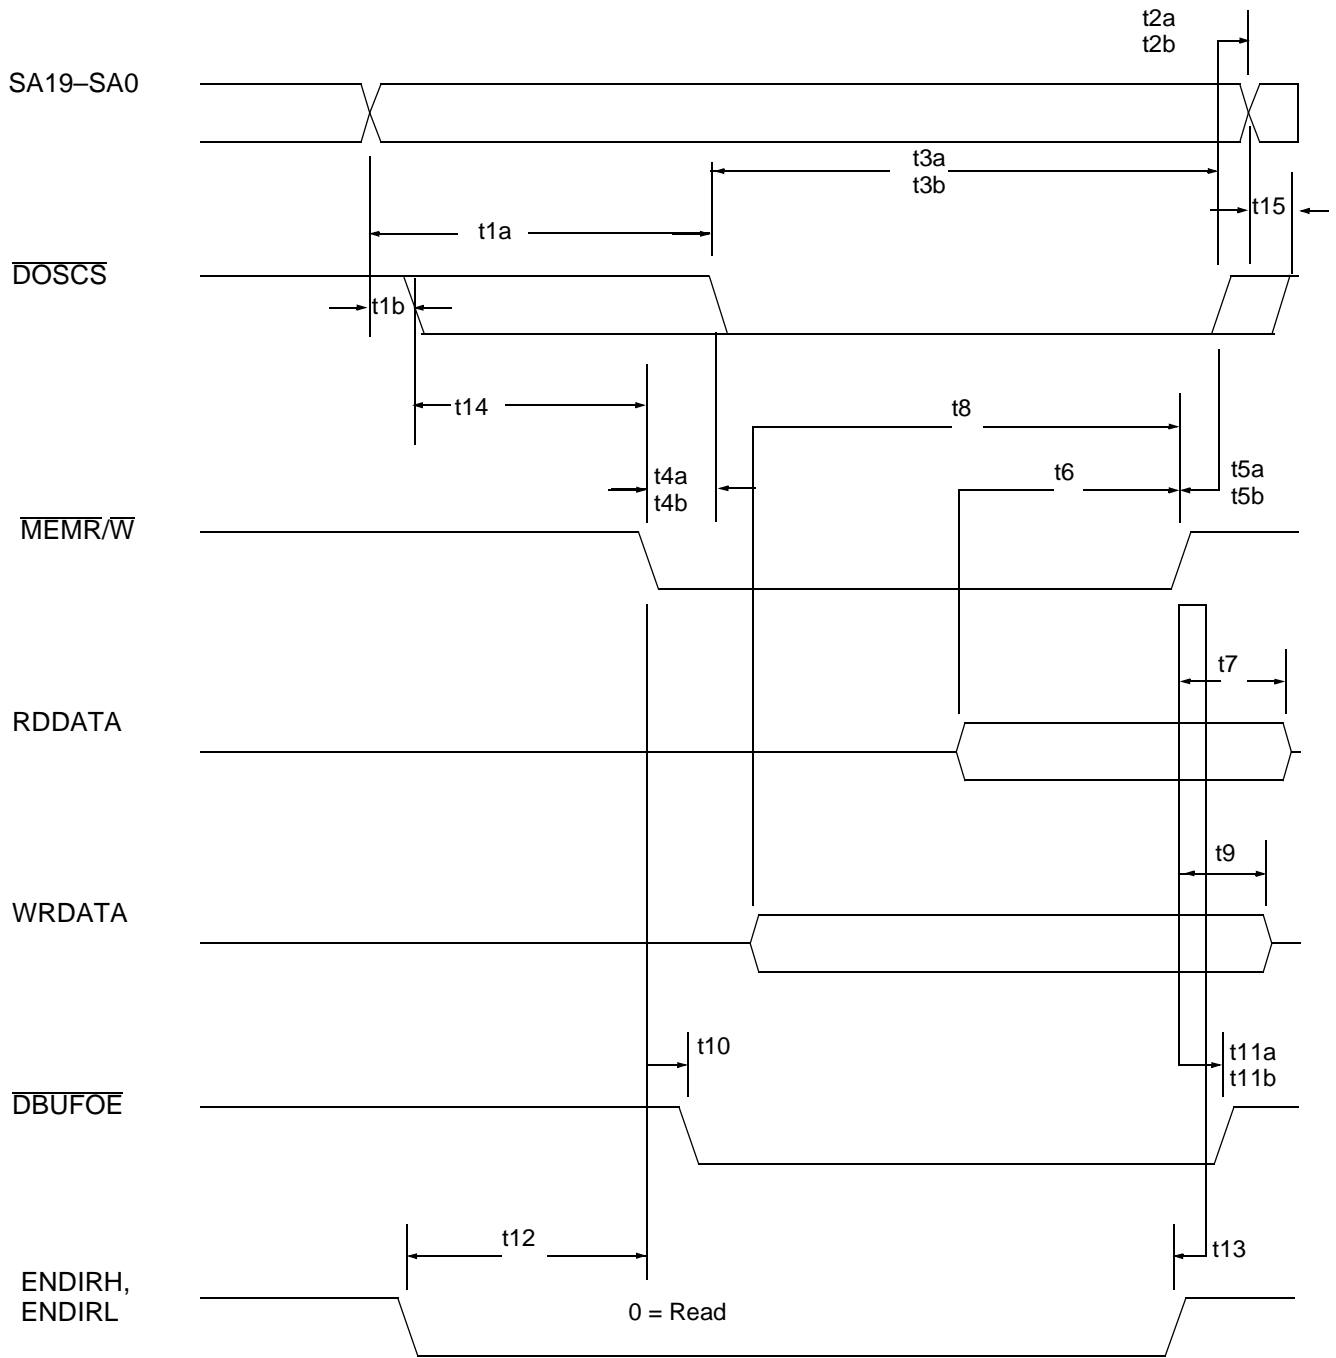 t2a
t2b
SA19–SA0
t3a
t3b
t15
t1a
DOSCS
t1b
t14
t8
t6
t4a
t4b
t5a
t5b
MEMR/W
t7
RDDATA
t9
WRDATA
t10
t11a
t11b
DBUFOE
t12
t13
ENDIRH,
ENDIRL
0 = Read